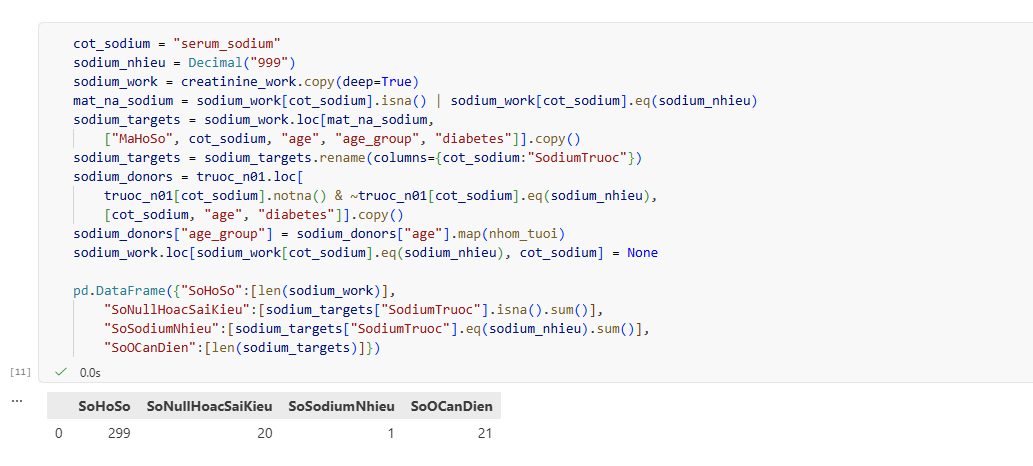 cot_sodium = "serum_sodium"
sodium_nhieu = Decimal("999")
sodium_work = creatinine_work.copy(deep=True)
mat_na_sodium = sodium_work[cot_sodium].isna() | sodium_work[cot_sodium].eq(sodium_nhieu)
sodium_targets = sodium_work.loc[mat_na_sodium,
    ["MaHoSo", cot_sodium, "age", "age_group", "diabetes"]].copy()
sodium_targets = sodium_targets.rename(columns={cot_sodium:"SodiumTruoc"})
sodium_donors = truoc_n01.loc[
    truoc_n01[cot_sodium].notna() & ~truoc_n01[cot_sodium].eq(sodium_nhieu),
    [cot_sodium, "age", "diabetes"]].copy()
sodium_donors["age_group"] = sodium_donors["age"].map(nhom_tuoi)
sodium_work.loc[sodium_work[cot_sodium].eq(sodium_nhieu), cot_sodium] = None

pd.DataFrame({"SoHoSo":[len(sodium_work)],
    "SoNullHoacSaiKieu":[sodium_targets["SodiumTruoc"].isna().sum()],
    "SoSodiumNhieu":[sodium_targets["SodiumTruoc"].eq(sodium_nhieu).sum()],
    "SoOCanDien":[len(sodium_targets)]})
[11] ✓ 0.0s
...
SoHoSo SoNullHoacSaiKieu SoSodiumNhieu SoOCanDien
0 299 20 1 21